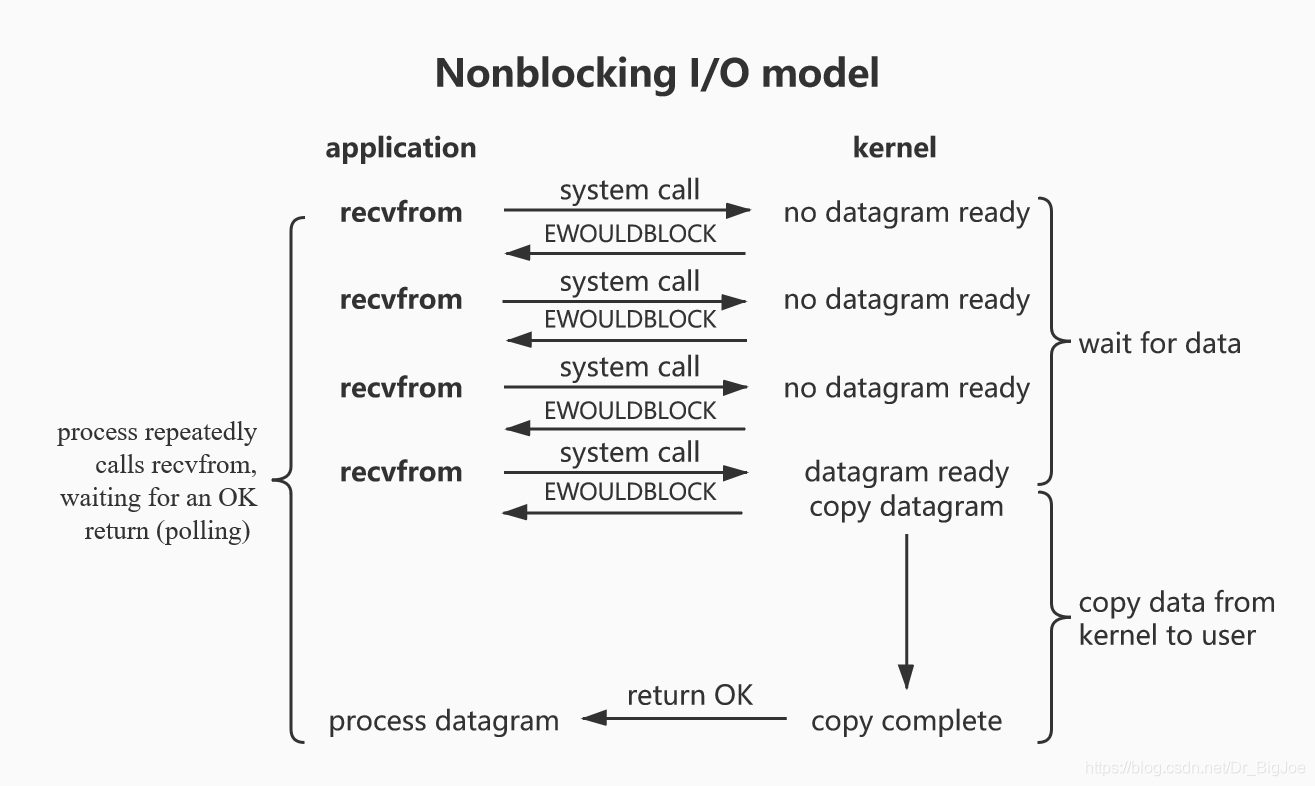 Nonblocking I/O model
application
kernel
recvfrom
system call
no datagram ready
EWOULDBLOCK
recvfrom
system call
no datagram ready
EWOULDBLOCK
wait for data
recvfrom
system call
no datagram ready
EWOULDBLOCK
process repeatedly
calls recvfrom,
waiting for an OK
return (polling)
recvfrom
system call
datagram ready
EWOULDBLOCK
copy datagram
copy data from
kernel to user
process datagram
return OK
copy complete
https://blog.csdn.net/Dr_BigJoe